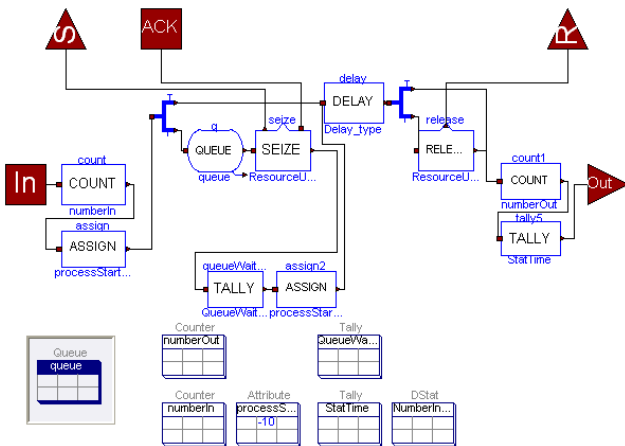 S
ACK
R
delay
DELAY
Delay_type
T
T
q
QUEUE
queue
seize
SEIZE
ResourceU...
release
RELE...
ResourceU...
In
count
COUNT
numberIn
count1
COUNT
numberOut
Out
assign
ASSIGN
processStart...
tally5
TALLY
StatTime
queueWait...
TALLY
QueueWait...
assign2
ASSIGN
processStar...
Counter
numberOut
Tally
QueueWa...
Queue
queue
Counter
numberIn
Attribute
processS...
-10
Tally
StatTime
DStat
NumberIn...